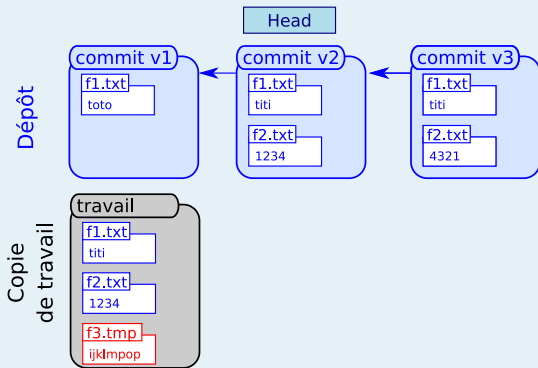 Head
commit v1
f1.txt
toto
commit v2
f1.txt
titi
f2.txt
1234
commit v3
f1.txt
titi
f2.txt
4321
Dépôt
travail
f1.txt
titi
f2.txt
1234
f3.tmp
ijklmpop
Copie
de travail